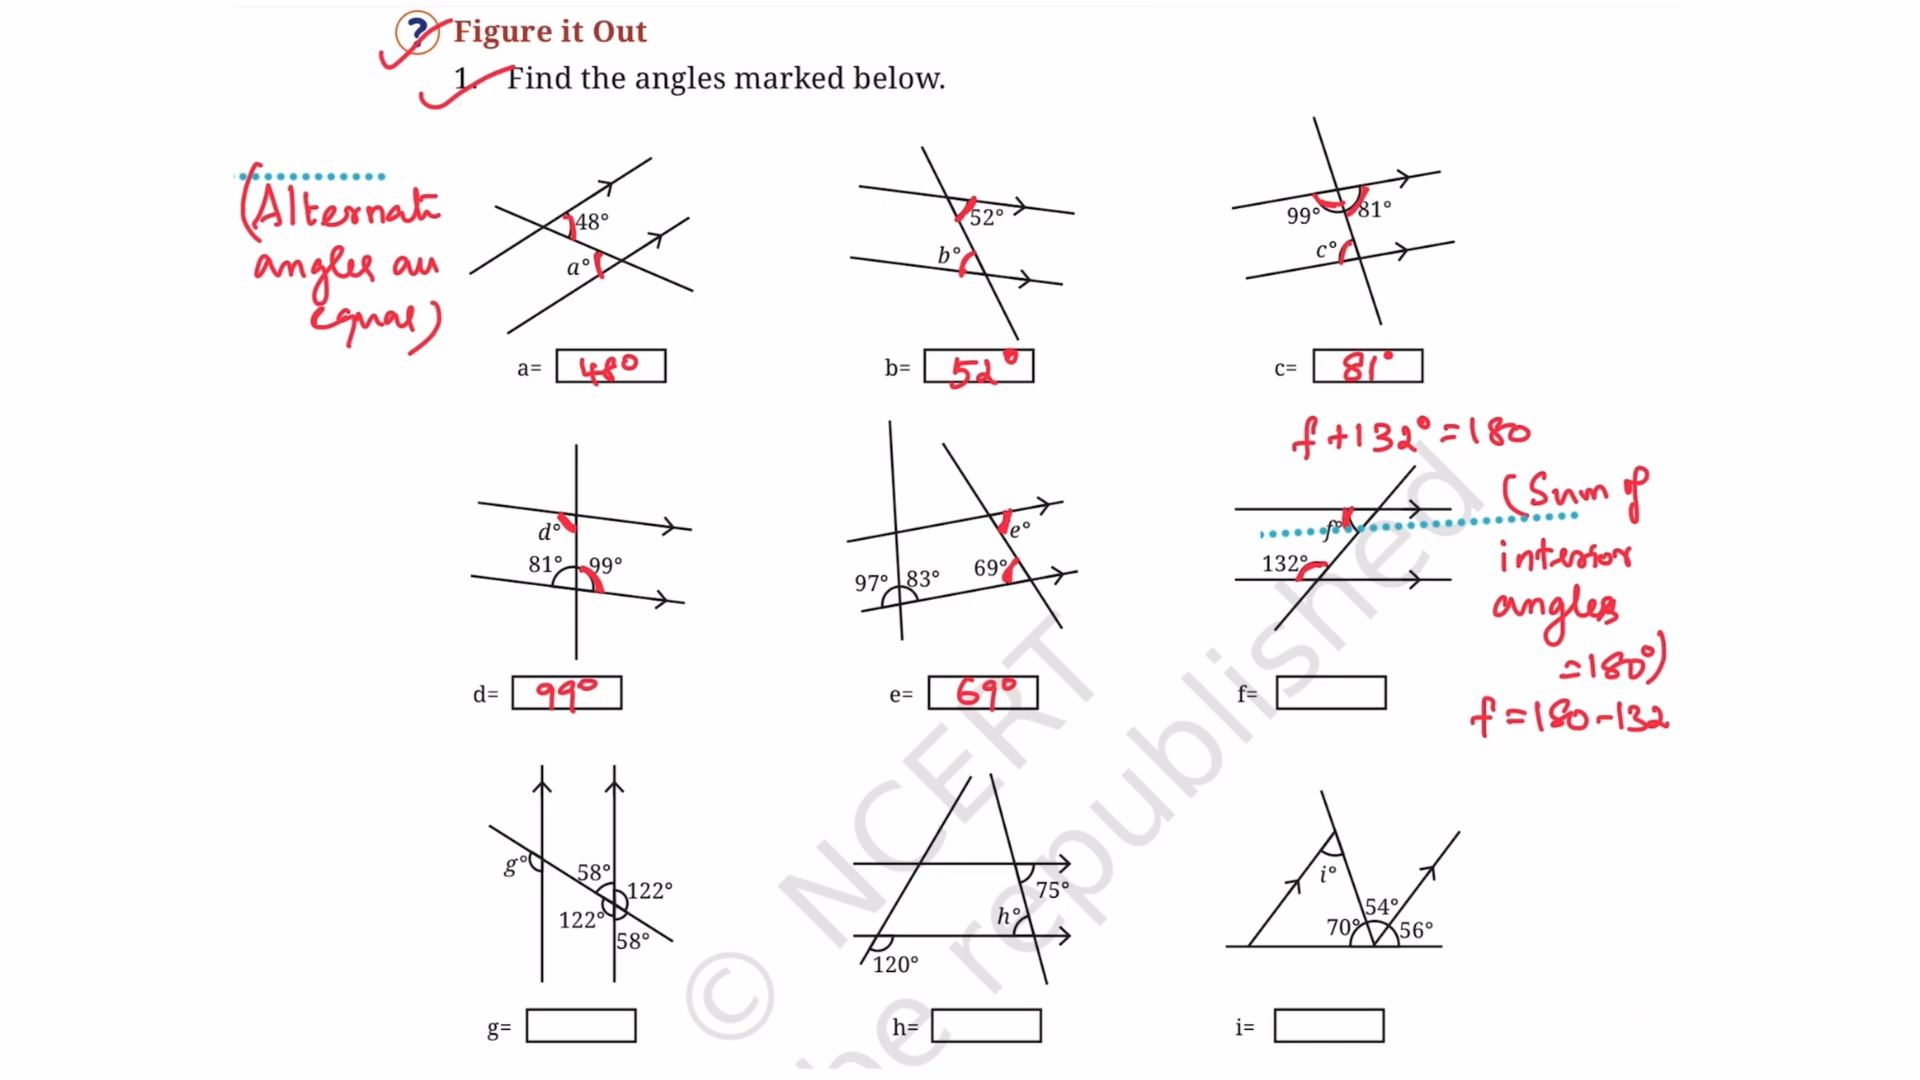 ? Figure it Out
1. Find the angles marked below.
(Alternate
angles are
equal)
48°
a°
52°
b°
99° 81°
c°
a= 48°
b= 52°
c= 81°
f+132°=180
(Sum of
interior
angles
=180°)
f=180-132
d°
81° 99°
e°
97° 83° 69°
f°
132°
d= 99°
e= 69°
f=
g°
58°
122°
122°
58°
75°
h°
120°
i°
54°
70° 56°
g=
h=
i=
© NCERT
be republished